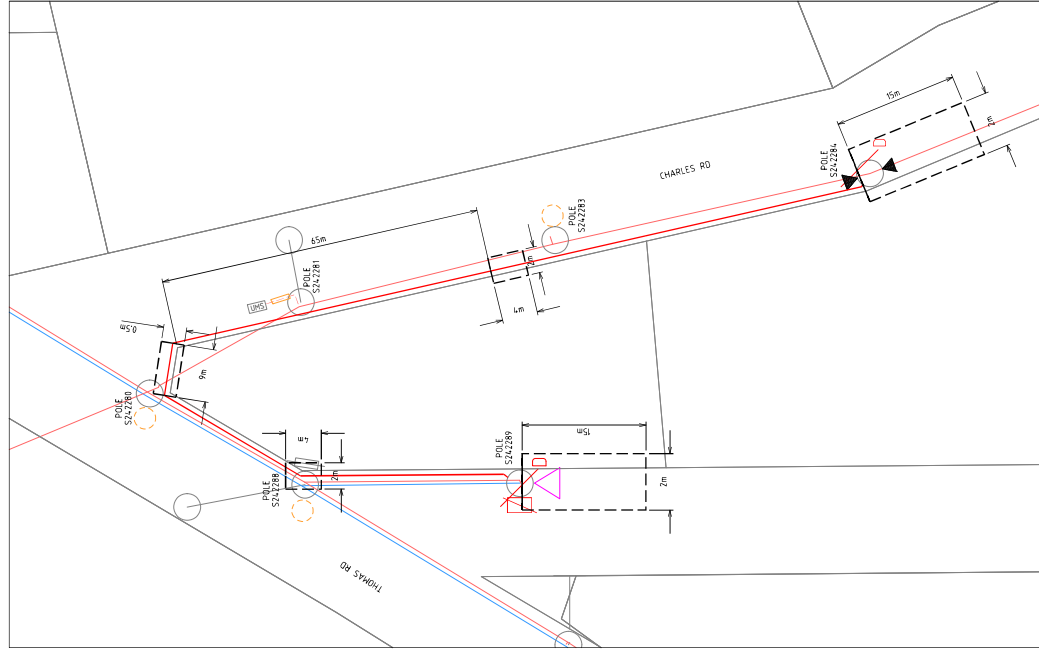 15m
2m
POLE
S242284
D
CHARLES RD
POLE
S242283
65m
2m
POLE
S242281
UMS
4m
0.5m
9m
POLE
S242280
4m
2m
POLE
S242288
POLE
S242289
D
15m
2m
THOMAS RD